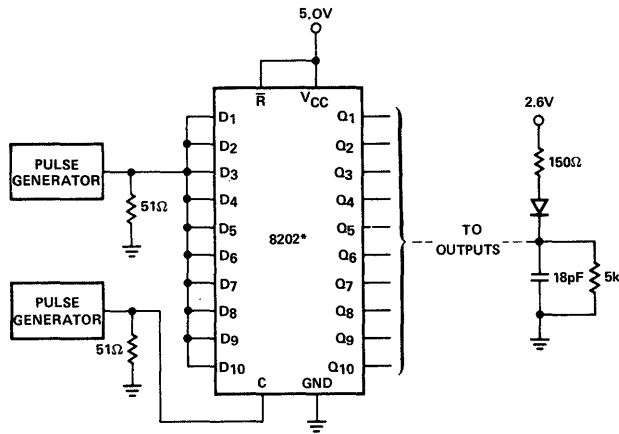 5.0V
R̅ VCC
D1
D2
D3
D4
D5
D6
D7
D8
D9
D10
Q1
Q2
Q3
Q4
Q5
Q6
Q7
Q8
Q9
Q10
8202*
C GND
PULSE
GENERATOR
51Ω
PULSE
GENERATOR
51Ω
TO
OUTPUTS
2.6V
150Ω
18pF
5k